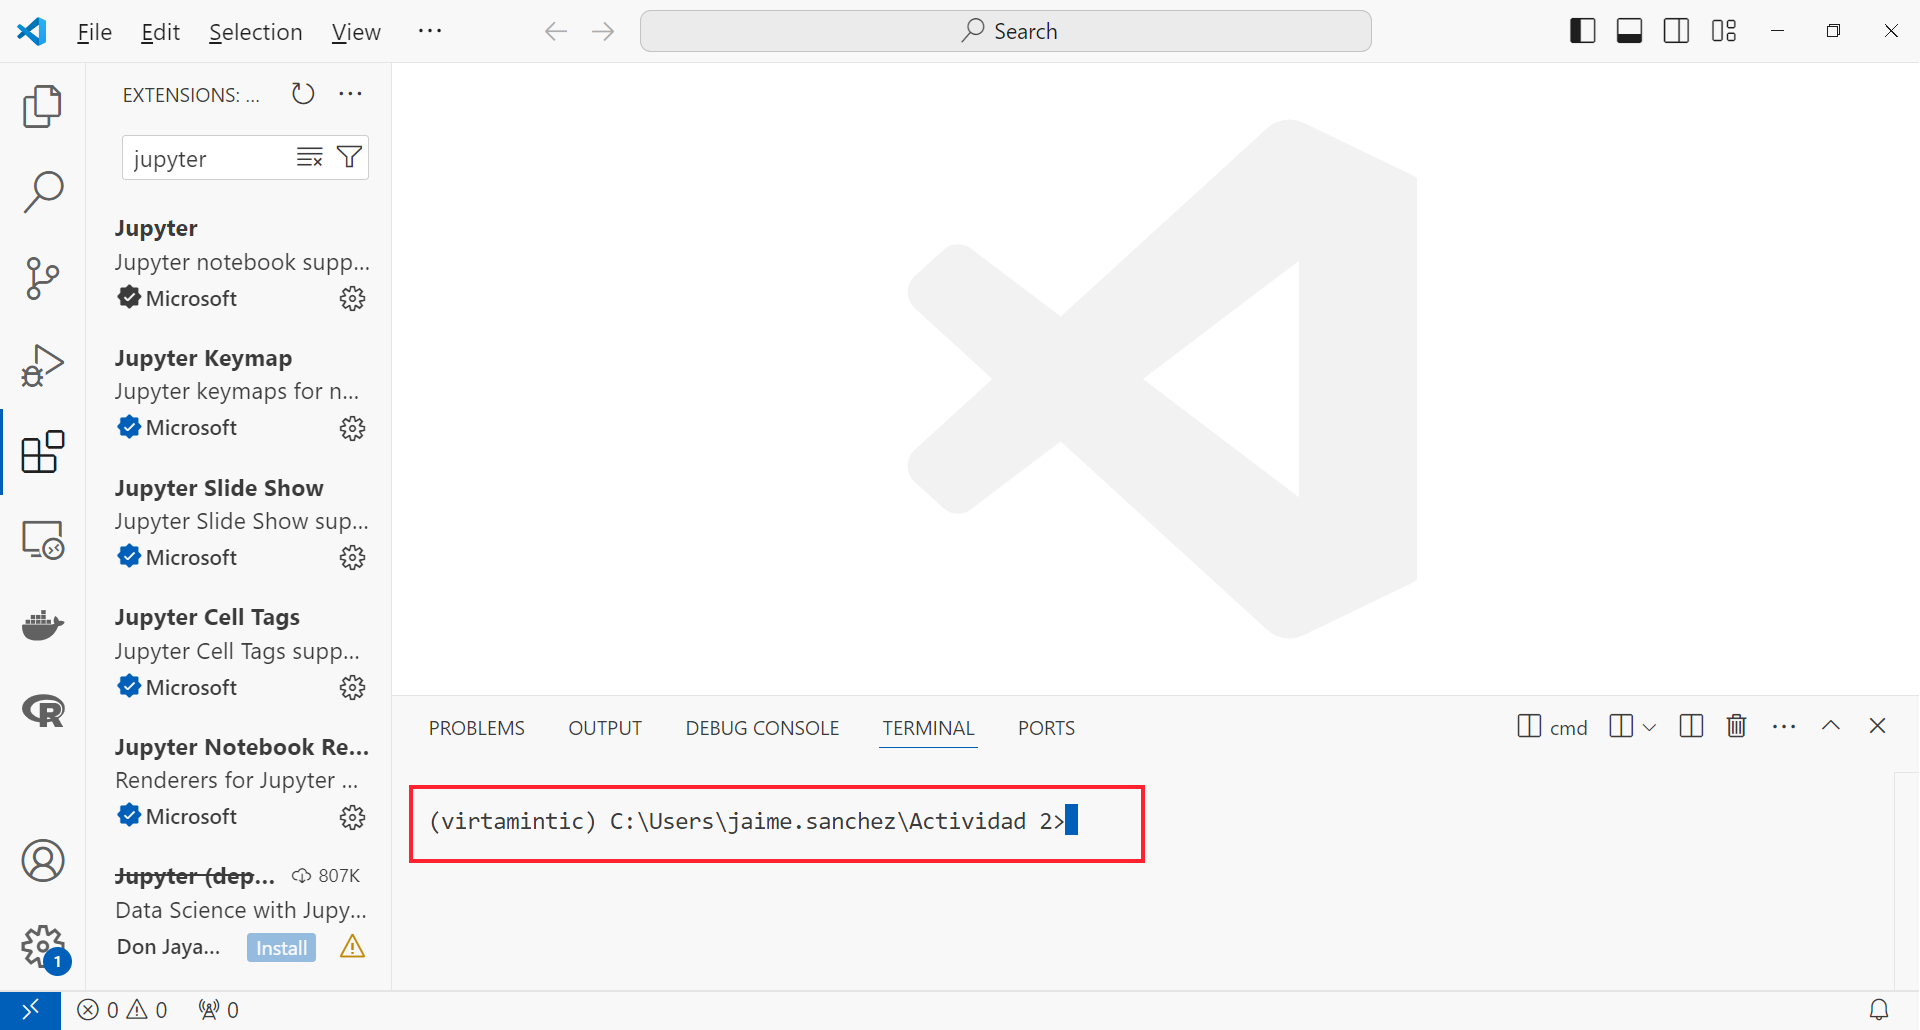 File Edit Selection View ···
Search
EXTENSIONS: ...
jupyter
Jupyter
Jupyter notebook supp...
Microsoft
Jupyter Keymap
Jupyter keymaps for n...
Microsoft
Jupyter Slide Show
Jupyter Slide Show sup...
Microsoft
Jupyter Cell Tags
Jupyter Cell Tags supp...
Microsoft
Jupyter Notebook Re...
Renderers for Jupyter ...
Microsoft
Jupyter (dep... 807K
Data Science with Jupy...
Don Jaya... Install
1
PROBLEMS OUTPUT DEBUG CONSOLE TERMINAL PORTS
cmd
(virtamintic) C:\Users\jaime.sanchez\Actividad 2>
0 0 0